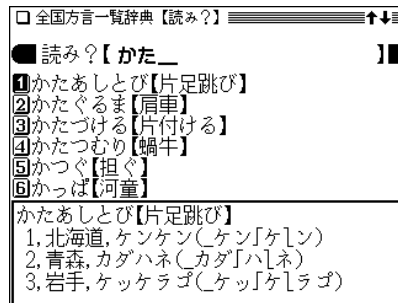 全国方言一覧辞典【読み?】
読み?【かた__ 】
1かたあしとび【片足跳び】
2かたぐるま【肩車】
3かたづける【片付ける】
4かたつむり【蝸牛】
5かつぐ【担ぐ】
6かっぱ【河童】
かたあしとび【片足跳び】
1,北海道,ケンケン(_ケン「ケ⏋ン)
2,青森,カダハネ(_カダ「ハ⏋ネ)
3,岩手,ケッケラゴ(_ケッ「ケ⏋ラゴ)